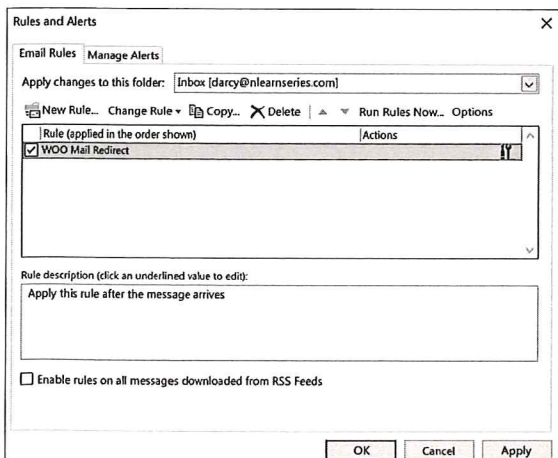 Rules and Alerts
Email Rules Manage Alerts
Apply changes to this folder: Inbox [darcy@nlearnseries.com]
New Rule... Change Rule Copy... Delete Run Rules Now... Options
Rule (applied in the order shown) Actions
WOO Mail Redirect
Rule description (click an underlined value to edit):
Apply this rule after the message arrives
Enable rules on all messages downloaded from RSS Feeds
OK Cancel Apply